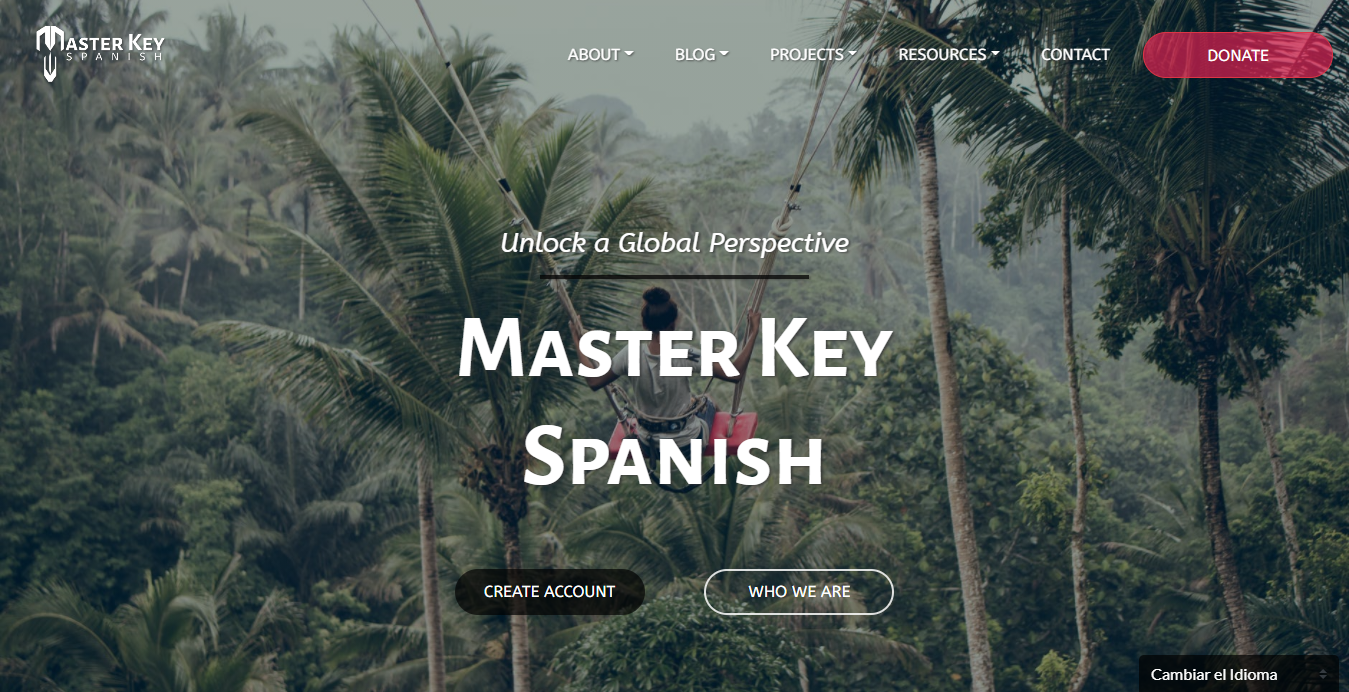 MASTER KEY
SPANISH
ABOUT
BLOG
PROJECTS
RESOURCES
CONTACT
DONATE
Unlock a Global Perspective
MASTER KEY
SPANISH
CREATE ACCOUNT
WHO WE ARE
Cambiar el Idioma